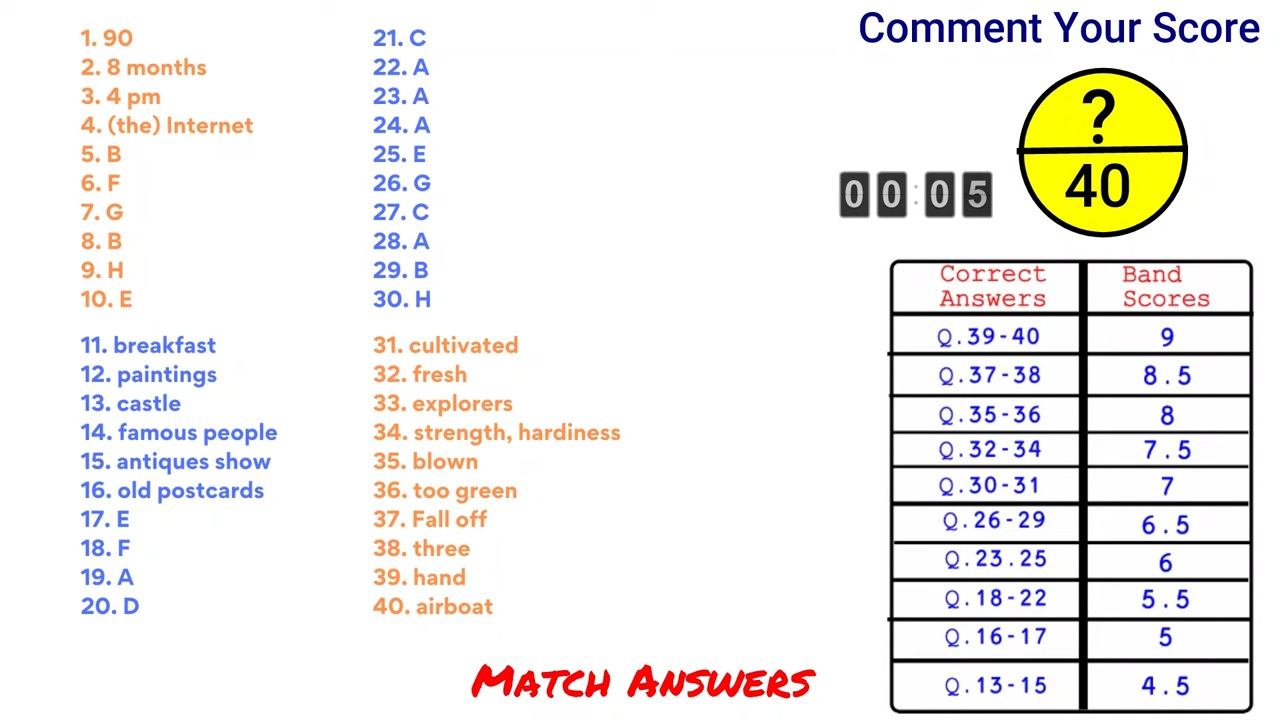 1. 90
2. 8 months
3. 4 pm
4. (the) Internet
5. B
6. F
7. G
8. B
9. H
10. E
11. breakfast
12. paintings
13. castle
14. famous people
15. antiques show
16. old postcards
17. E
18. F
19. A
20. D
21. C
22. A
23. A
24. A
25. E
26. G
27. C
28. A
29. B
30. H
31. cultivated
32. fresh
33. explorers
34. strength, hardiness
35. blown
36. too green
37. Fall off
38. three
39. hand
40. airboat
Match Answers
Comment Your Score
?
40
00:05
Correct Answers Band Scores
Q.39-40 9
Q.37-38 8.5
Q.35-36 8
Q.32-34 7.5
Q.30-31 7
Q.26-29 6.5
Q.23.25 6
Q.18-22 5.5
Q.16-17 5
Q.13-15 4.5